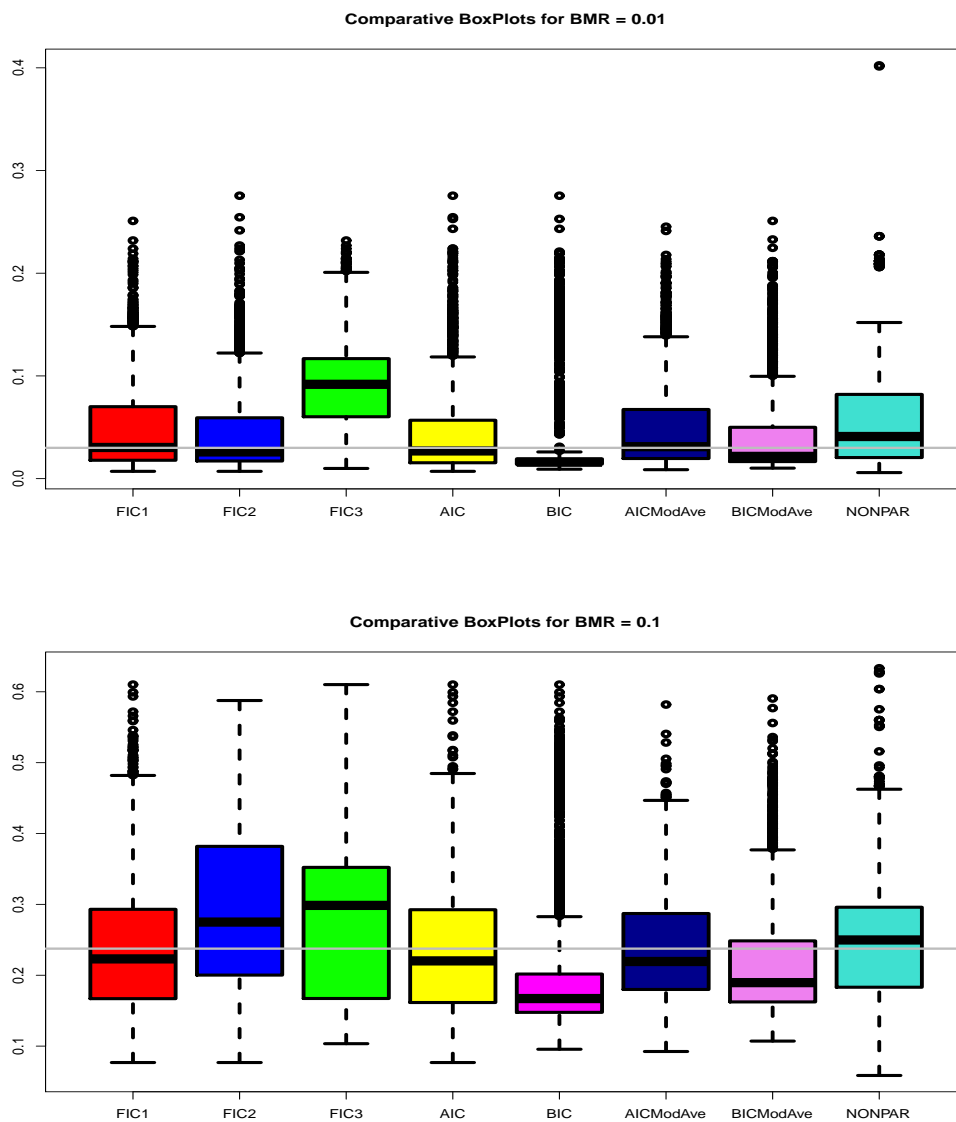 Comparative BoxPlots for BMR = 0.01
0.4
0.3
0.2
0.1
0.0
FIC1 FIC2 FIC3 AIC BIC AICModAve BICModAve NONPAR
Comparative BoxPlots for BMR = 0.1
0.6
0.5
0.4
0.3
0.2
0.1
FIC1 FIC2 FIC3 AIC BIC AICModAve BICModAve NONPAR